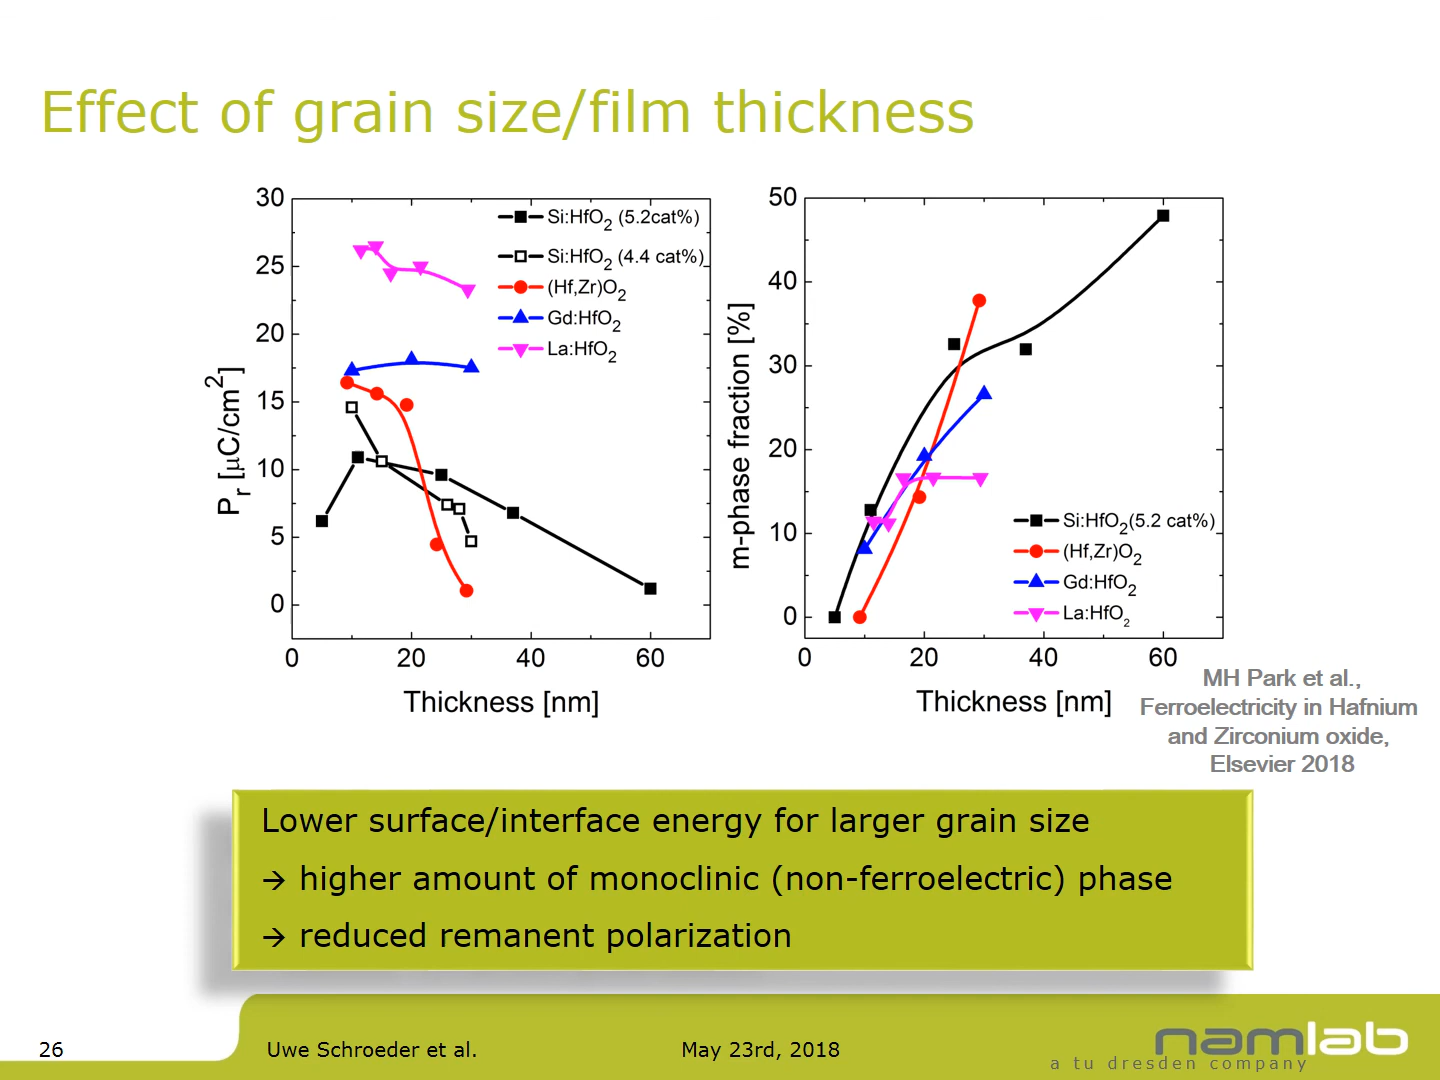 Effect of grain size/film thickness
30
25
20
15
10
5
0
0 20 40 60
Pr [μC/cm2]
Thickness [nm]
Si:HfO2 (5.2cat%)
Si:HfO2 (4.4 cat%)
(Hf,Zr)O2
Gd:HfO2
La:HfO2
50
40
30
20
10
0
0 20 40 60
m-phase fraction [%]
Thickness [nm]
Si:HfO2(5.2 cat%)
(Hf,Zr)O2
Gd:HfO2
La:HfO2
MH Park et al.,
Ferroelectricity in Hafnium
and Zirconium oxide,
Elsevier 2018
Lower surface/interface energy for larger grain size
→ higher amount of monoclinic (non-ferroelectric) phase
→ reduced remanent polarization
26 Uwe Schroeder et al. May 23rd, 2018
namlab
a tu dresden company